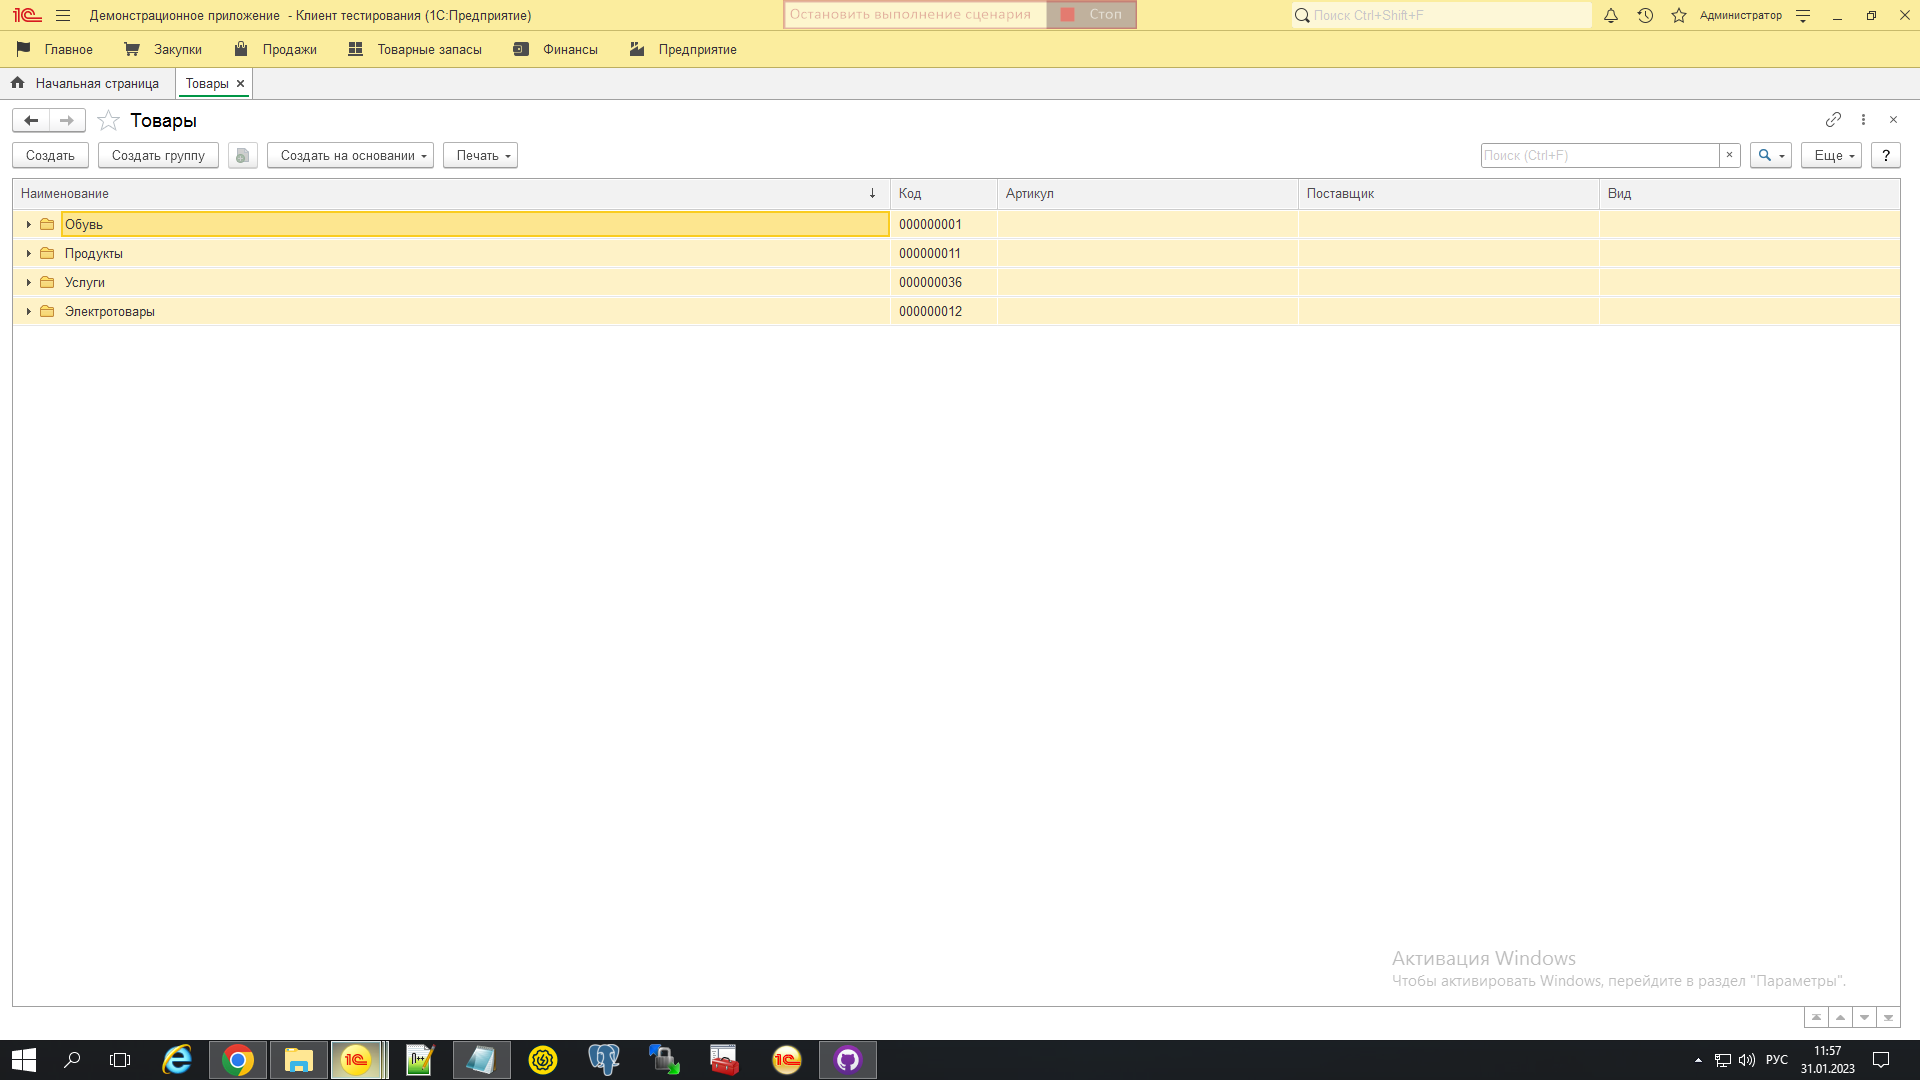 Демонстрационное приложение - Клиент тестирования (1С:Предприятие)
Остановить выполнение сценария
Стоп
Поиск Ctrl+Shift+F
Администратор
Главное
Закупки
Продажи
Товарные запасы
Финансы
Предприятие
Начальная страница
Товары
Товары
Создать
Создать группу
Создать на основании
Печать
Поиск (Ctrl+F)
Еще
?
Наименование
Код
Артикул
Поставщик
Вид
Обувь 000000001
Продукты 000000011
Услуги 000000036
Электротовары 000000012
Активация Windows
Чтобы активировать Windows, перейдите в раздел "Параметры".
РУС
11:57
31.01.2023